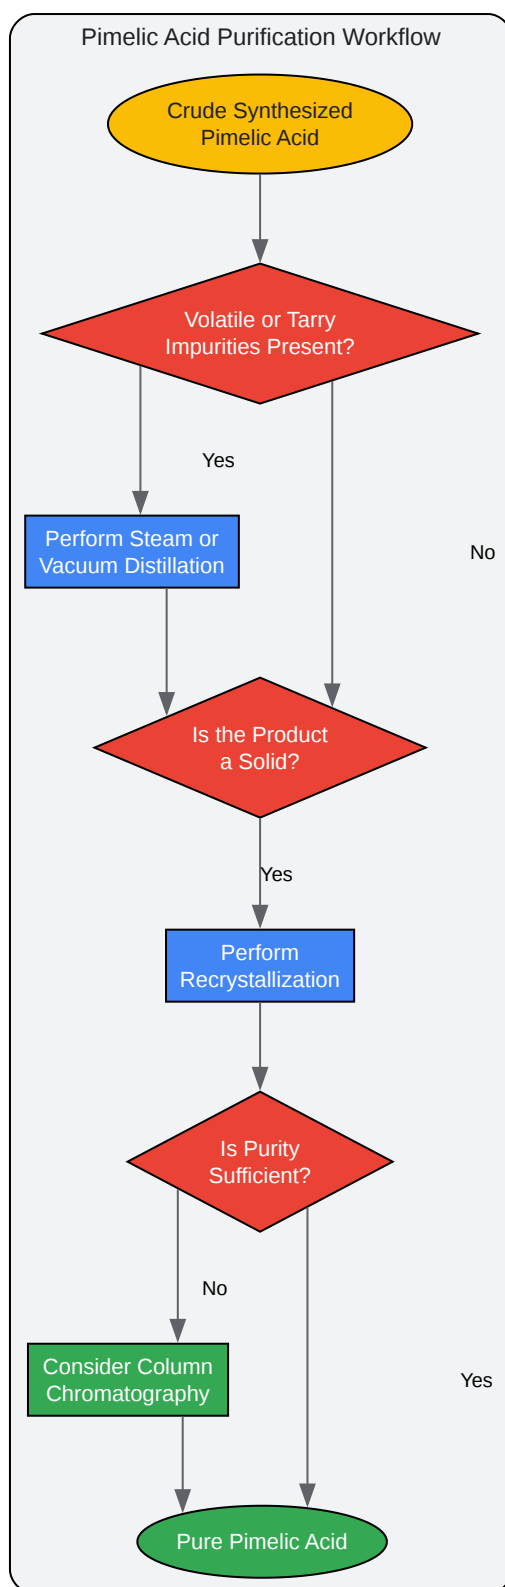 Pimelic Acid Purification Workflow
Crude Synthesized
Pimelic Acid
Volatile or Tarry
Impurities Present?
Yes
Perform Steam or
Vacuum Distillation
No
Is the Product
a Solid?
Yes
Perform
Recrystallization
Is Purity
Sufficient?
No
Consider Column
Chromatography
Yes
Pure Pimelic Acid